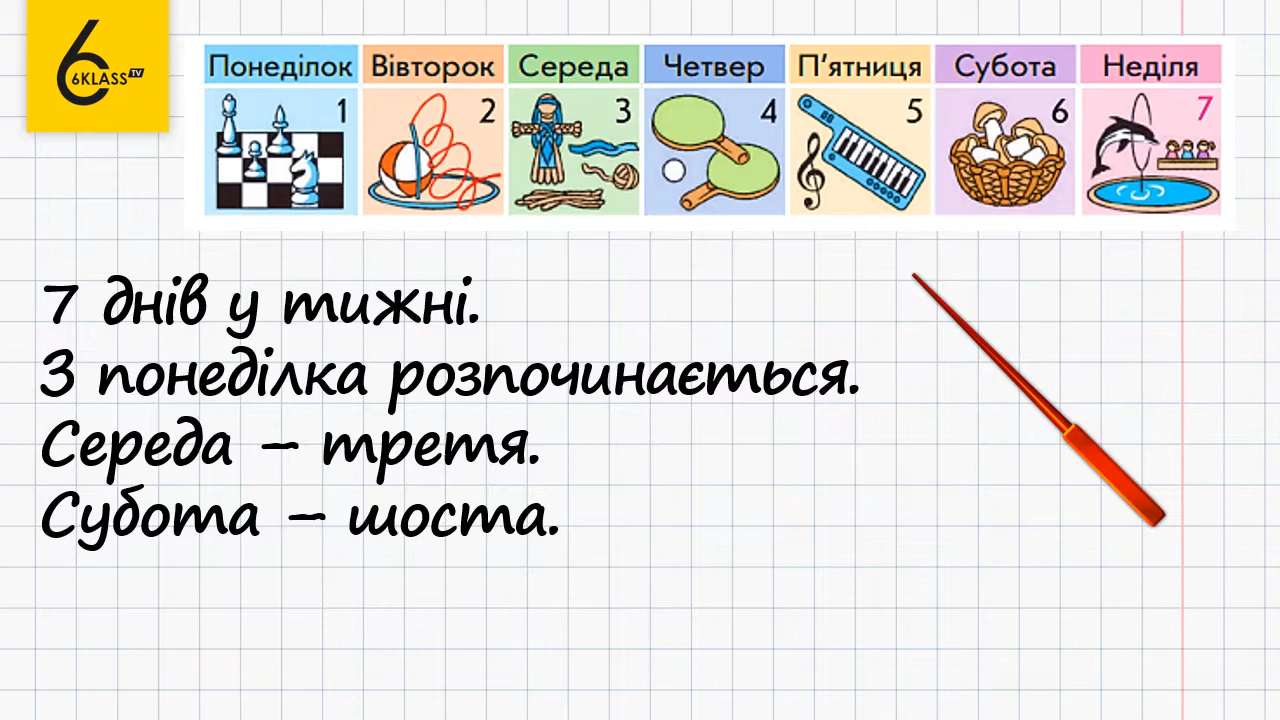 6
6KLASS TV
Понеділок Вівторок Середа Четвер П'ятниця Субота Неділя
1 2 3 4 5 6 7
7 днів у тижні.
З понеділка розпочинається.
Середа – третя.
Субота – шоста.